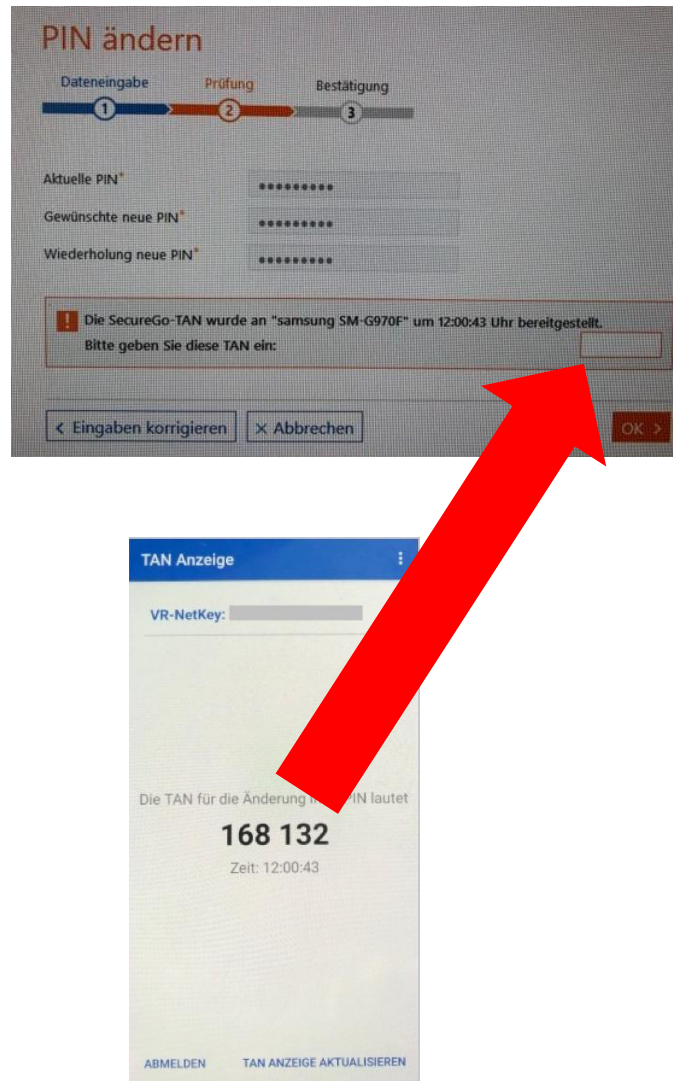 PIN ändern
Dateneingabe Prüfung Bestätigung
1 2 3
Aktuelle PIN* •••••••••
Gewünschte neue PIN* •••••••••
Wiederholung neue PIN* •••••••••
! Die SecureGo-TAN wurde an "samsung SM-G970F" um 12:00:43 Uhr bereitgestellt.
Bitte geben Sie diese TAN ein:
< Eingaben korrigieren × Abbrechen OK >
TAN Anzeige
VR-NetKey:
Die TAN für die Änderung PIN lautet
168 132
Zeit: 12:00:43
ABMELDEN TAN ANZEIGE AKTUALISIEREN